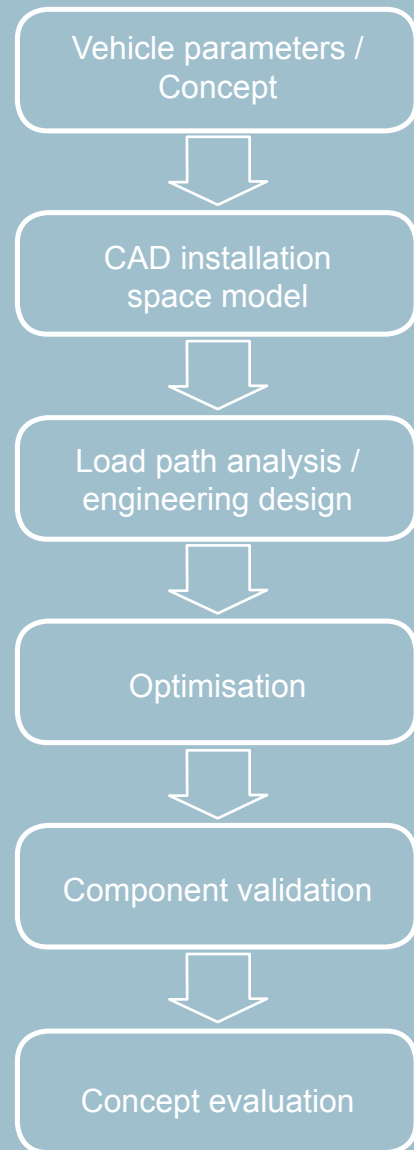 Vehicle parameters /
Concept
CAD installation
space model
Load path analysis /
engineering design
Optimisation
Component validation
Concept evaluation